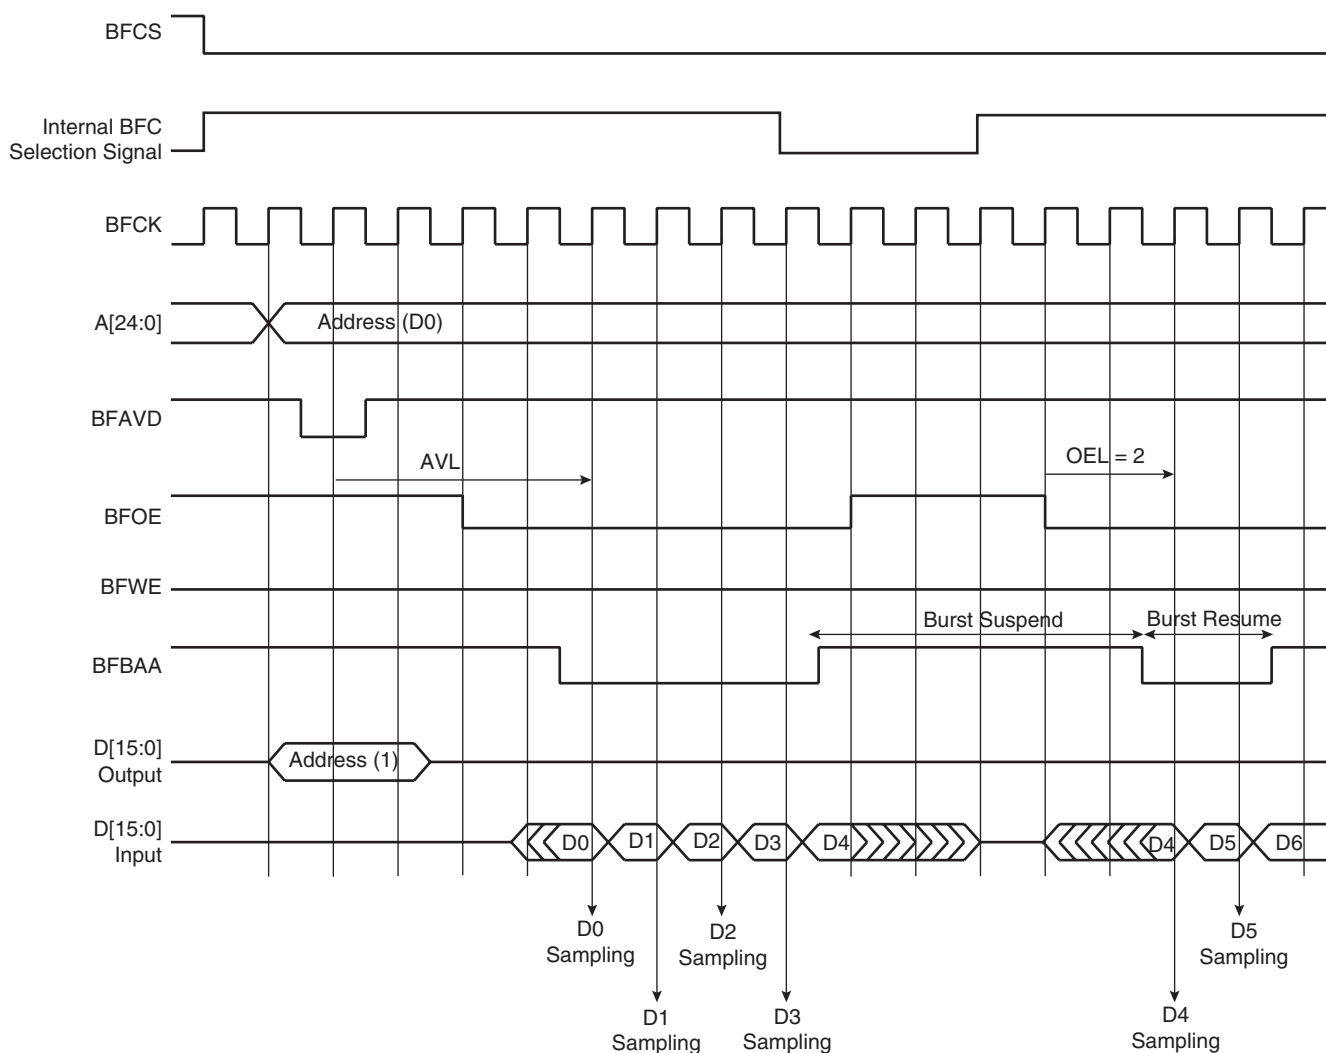 BFCS
Internal BFC
Selection Signal
BFCK
A[24:0]
Address (D0)
BFAVD
AVL
OEL = 2
BFOE
BFWE
Burst Suspend
Burst Resume
BFBAA
D[15:0]
Output
Address (1)
D[15:0]
Input
D0
D1
D2
D3
D4
D4
D5
D6
D0
Sampling
D2
Sampling
D5
Sampling
D1
Sampling
D3
Sampling
D4
Sampling